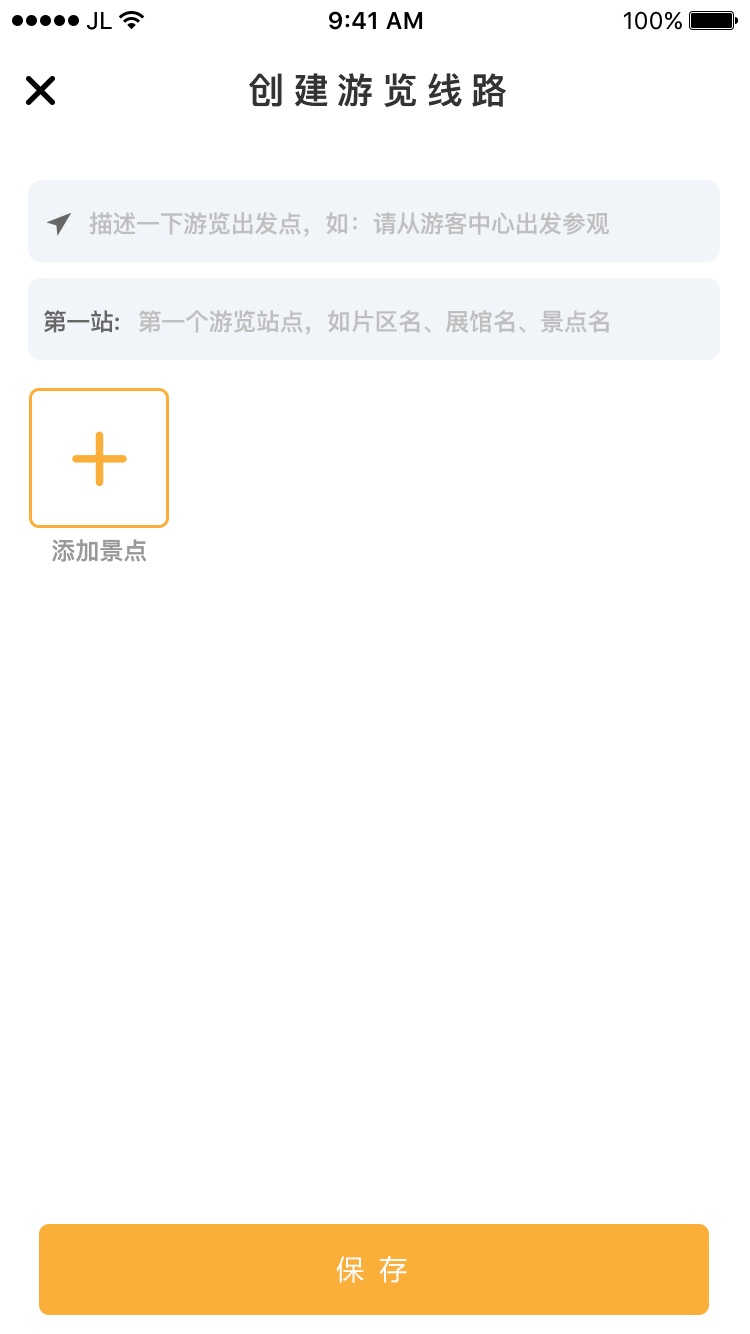 JL 9:41 AM 100%
创建游览线路
描述一下游览出发点，如：请从游客中心出发参观
第一站: 第一个游览站点，如片区名、展馆名、景点名
添加景点
保存